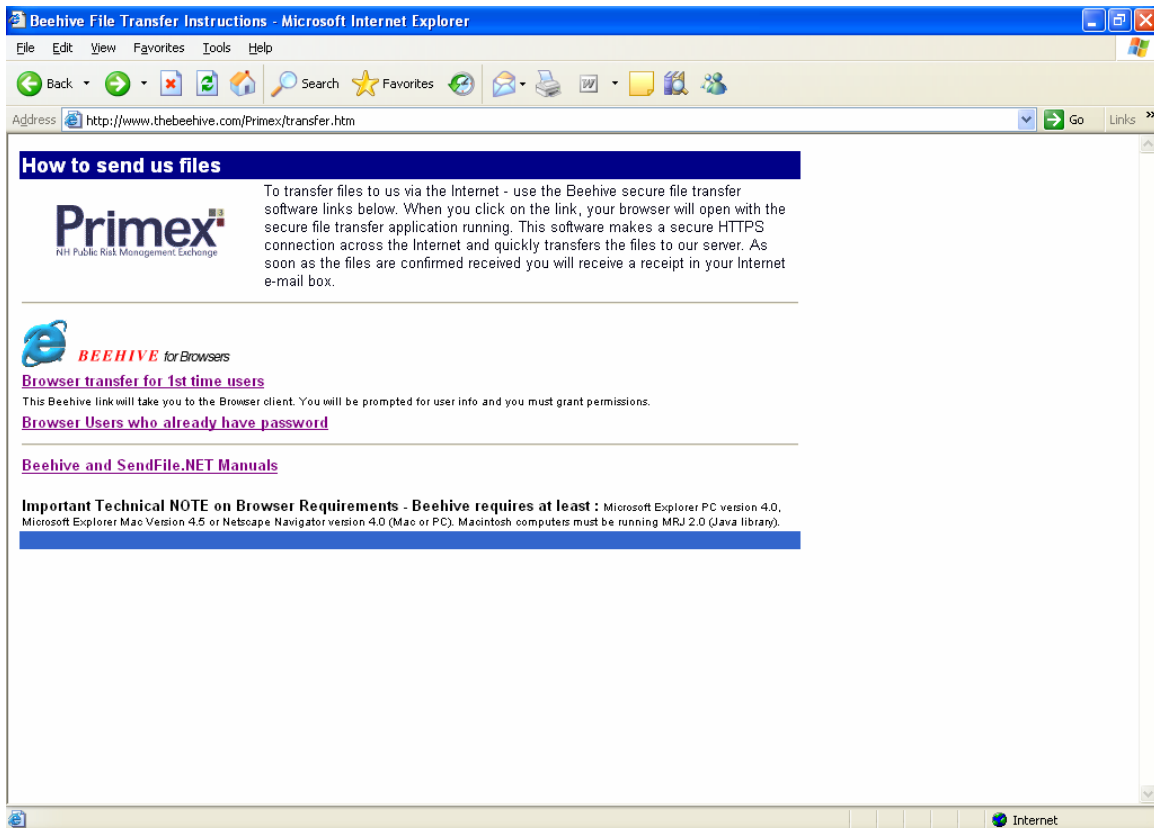 Beehive File Transfer Instructions - Microsoft Internet Explorer
File Edit View Favorites Tools Help
Back Search Favorites
Address http://www.thebeehive.com/Primex/transfer.htm Go Links »
How to send us files
Primex3
NH Public Risk Management Exchange
To transfer files to us via the Internet - use the Beehive secure file transfer
software links below. When you click on the link, your browser will open with the
secure file transfer application running. This software makes a secure HTTPS
connection across the Internet and quickly transfers the files to our server. As
soon as the files are confirmed received you will receive a receipt in your Internet
e-mail box.
BEEHIVE for Browsers
Browser transfer for 1st time users
This Beehive link will take you to the Browser client. You will be prompted for user info and you must grant permissions.
Browser Users who already have password
Beehive and SendFile.NET Manuals
Important Technical NOTE on Browser Requirements - Beehive requires at least : Microsoft Explorer PC version 4.0,
Microsoft Explorer Mac Version 4.5 or Netscape Navigator version 4.0 (Mac or PC). Macintosh computers must be running MRJ 2.0 (Java library).
Internet